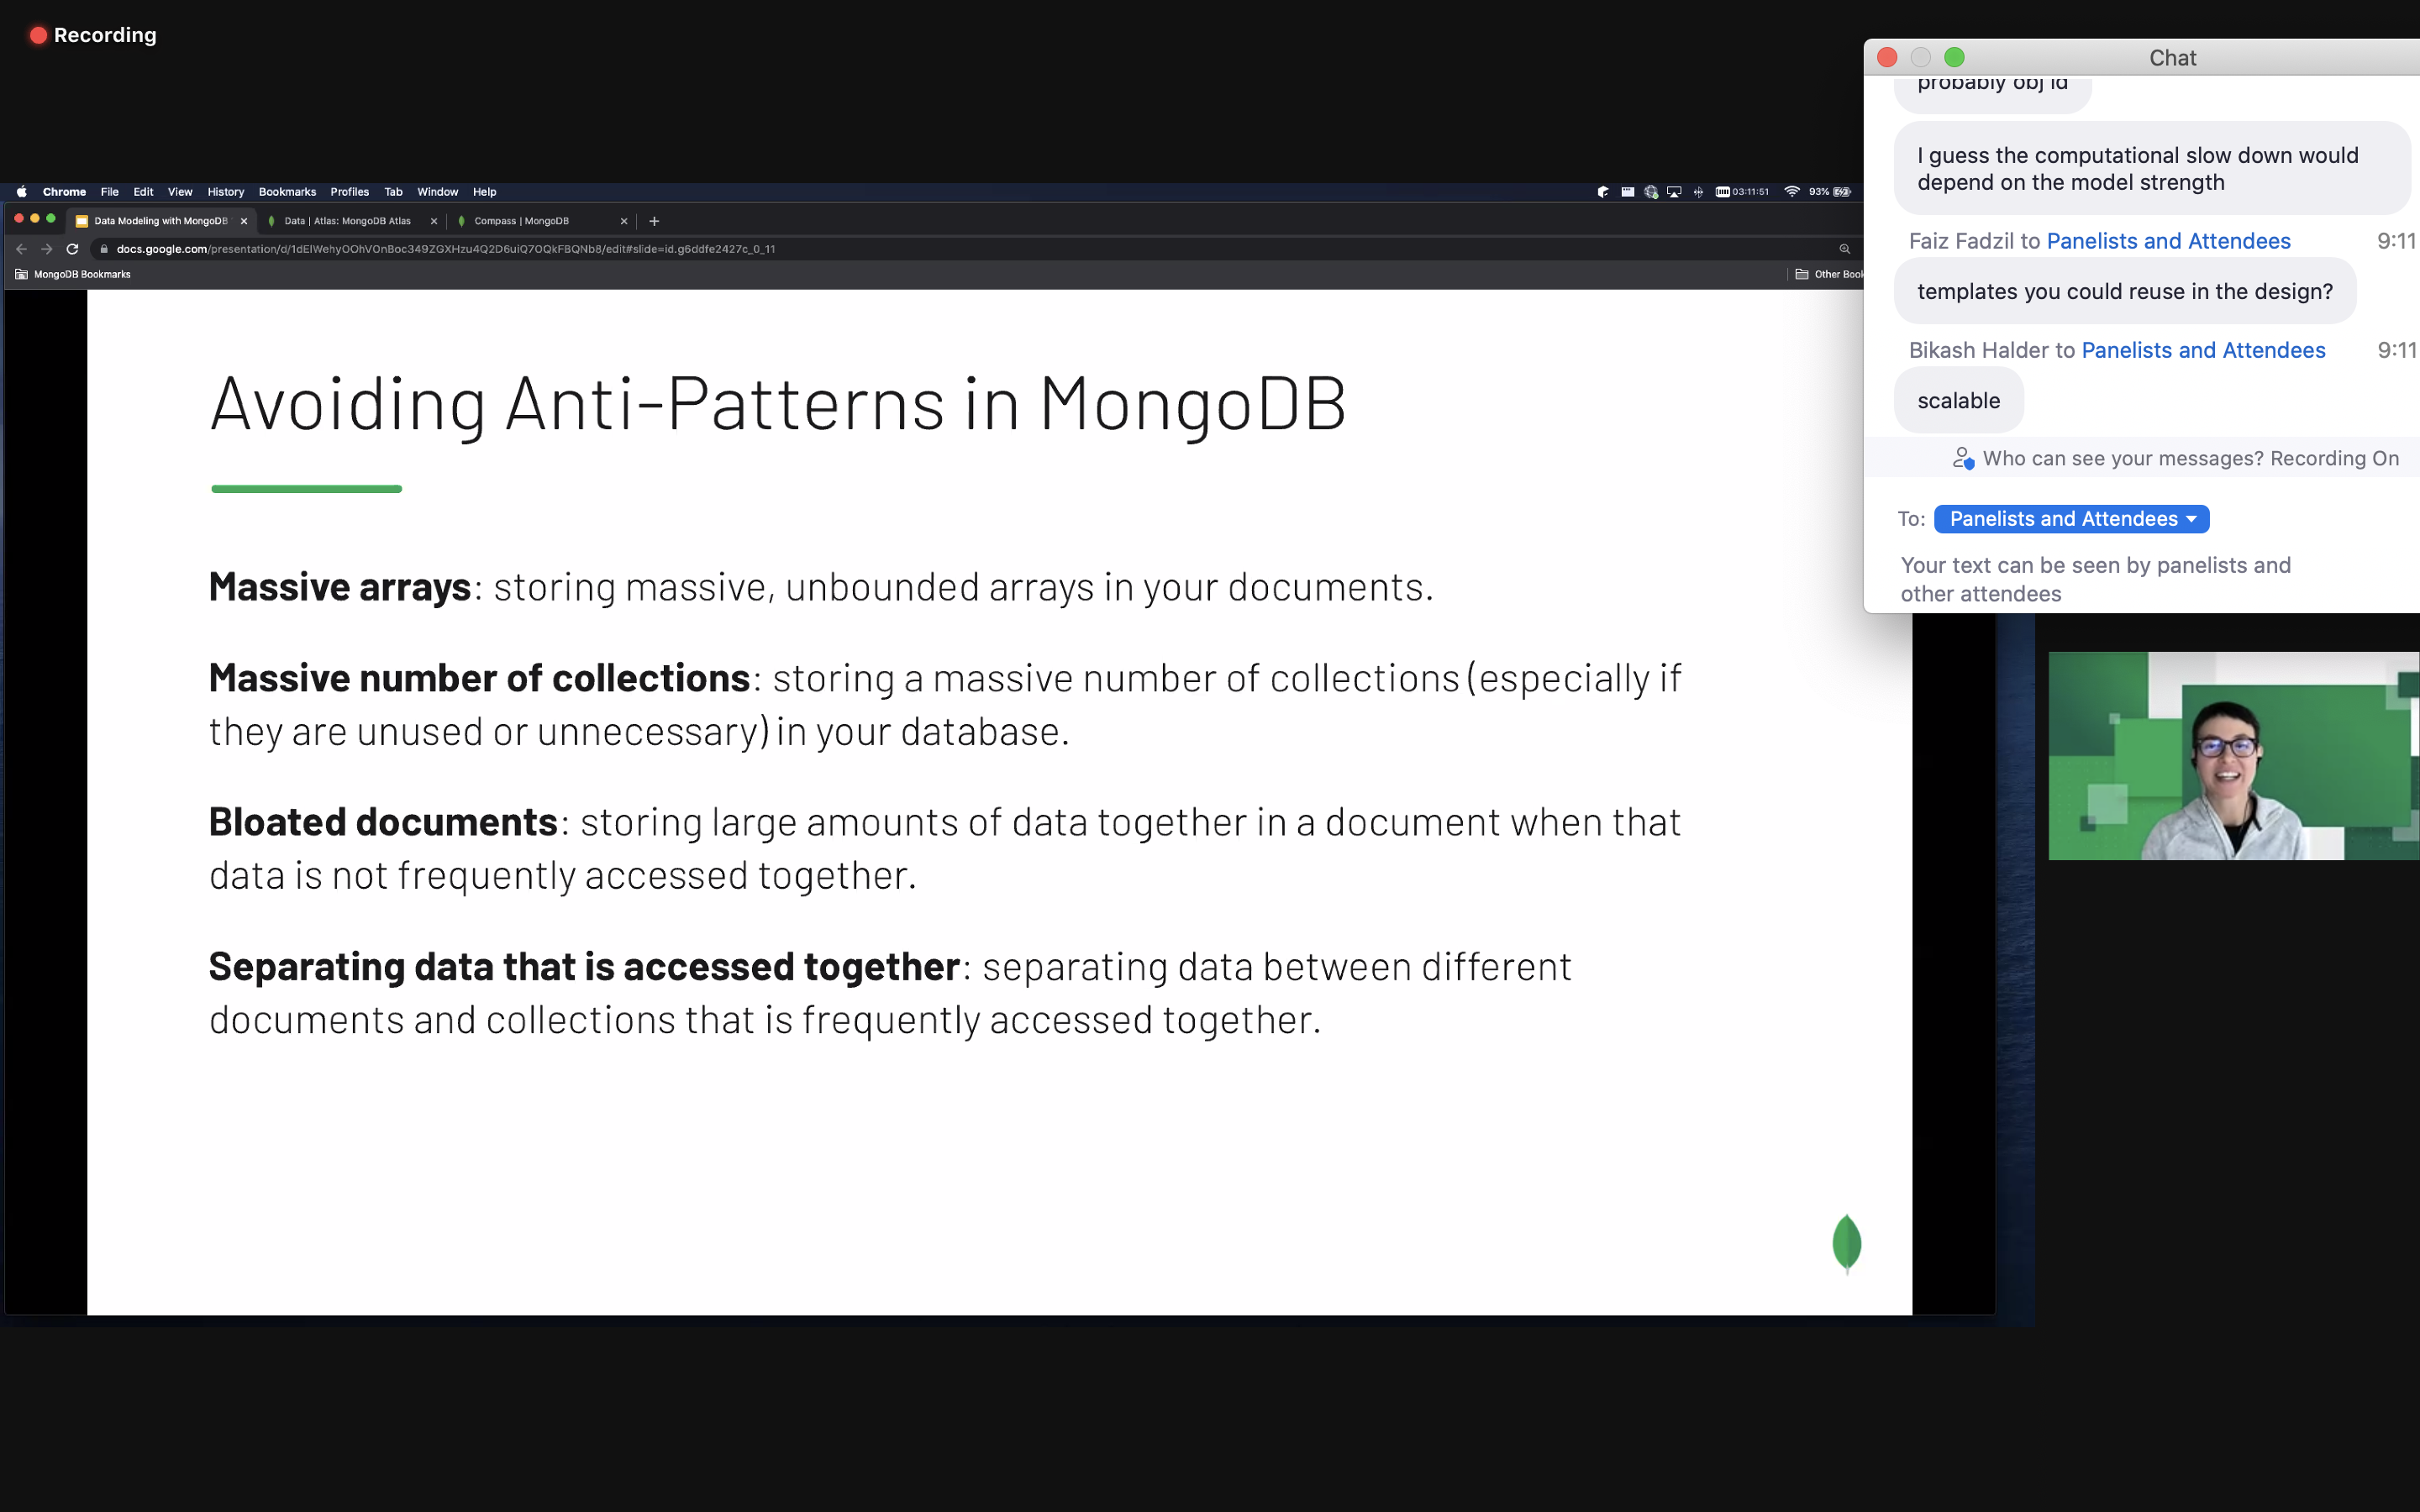 Recording
Chrome File Edit View History Bookmarks Profiles Tab Window Help
03:11:51 93%
Data Modeling with MongoDB
Data | Atlas: MongoDB Atlas
Compass | MongoDB
docs.google.com/presentation/d/
MongoDB Bookmarks
Other Book
Avoiding Anti-Patterns in MongoDB
Massive arrays: storing massive, unbounded arrays in your documents.
Massive number of collections: storing a massive number of collections (especially if
they are unused or unnecessary) in your database.
Bloated documents: storing large amounts of data together in a document when that
data is not frequently accessed together.
Separating data that is accessed together: separating data between different
documents and collections that is frequently accessed together.
Chat
probably obj id
I guess the computational slow down would
depend on the model strength
Faiz Fadzil to Panelists and Attendees 9:11
templates you could reuse in the design?
Bikash Halder to Panelists and Attendees 9:11
scalable
Who can see your messages? Recording On
To: Panelists and Attendees
Your text can be seen by panelists and
other attendees